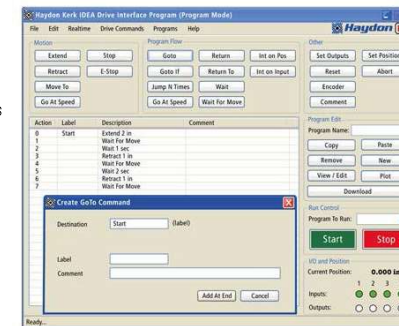 Haydon Kerk IDEA Drive Interface Program (Program Mode)
File Edit Realtime Drive Commands Programs Help
Haydon
Motion
Extend Stop
Retract E-Stop
Move To
Go At Speed
Program Flow
Goto Return Int on Pos
Goto If Return To Int on Input
Jump N Times Wait
Go At Speed Wait For Move
Other
Set Outputs Set Position
Reset Abort
Encoder
Comment
s
Action Label Description Comment
0 Start Extend 2 in
1 Wait For Move
2 Wait 1 sec
3 Retract 1 in
4 Wait For Move
5 Wait 2 sec
6 Retract 1 in
7 Wait For Move
Program Edit
Program Name:
Copy Paste
Remove New
View / Edit Plot
Download
Run Control
Program To Run:
Start Stop
I/O and Position
Current Position: 0.000 in
1 2 3
Inputs:
Outputs:
Create GoTo Command
Destination Start (label)
Label
Comment
Add At End Cancel
Ready...